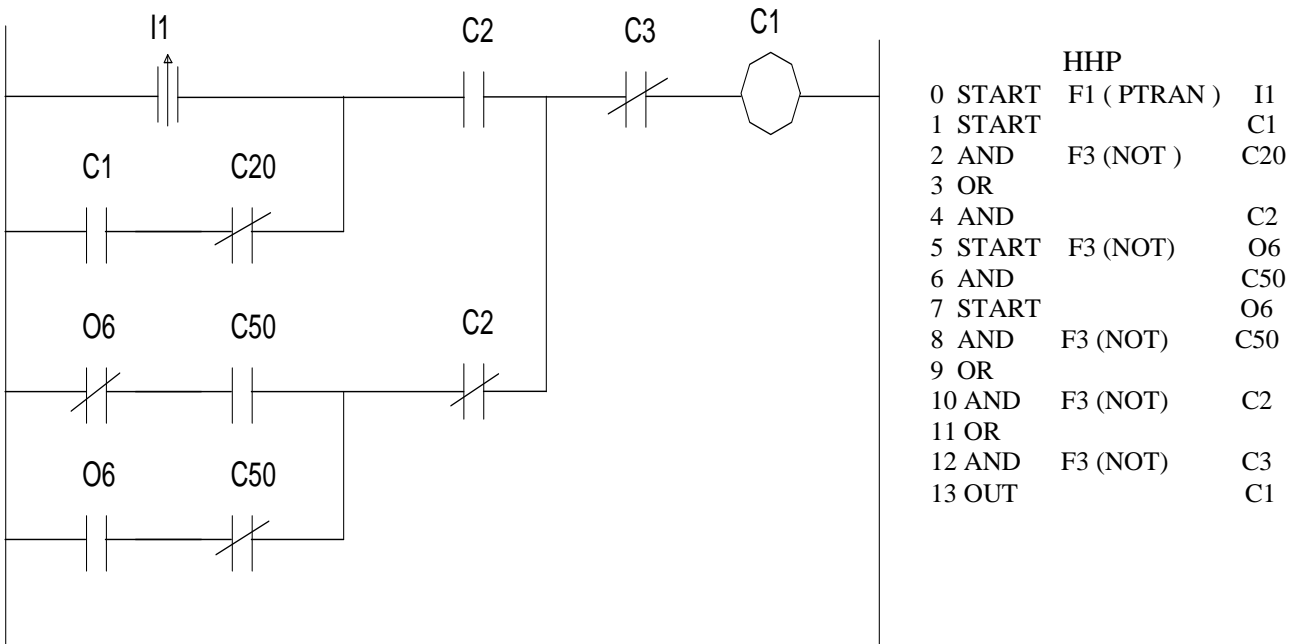 I1 C2 C3 C1
C1 C20
O6 C50 C2
O6 C50
HHP
0 START F1 ( PTRAN ) I1
1 START C1
2 AND F3 (NOT ) C20
3 OR
4 AND C2
5 START F3 (NOT) O6
6 AND C50
7 START O6
8 AND F3 (NOT) C50
9 OR
10 AND F3 (NOT) C2
11 OR
12 AND F3 (NOT) C3
13 OUT C1